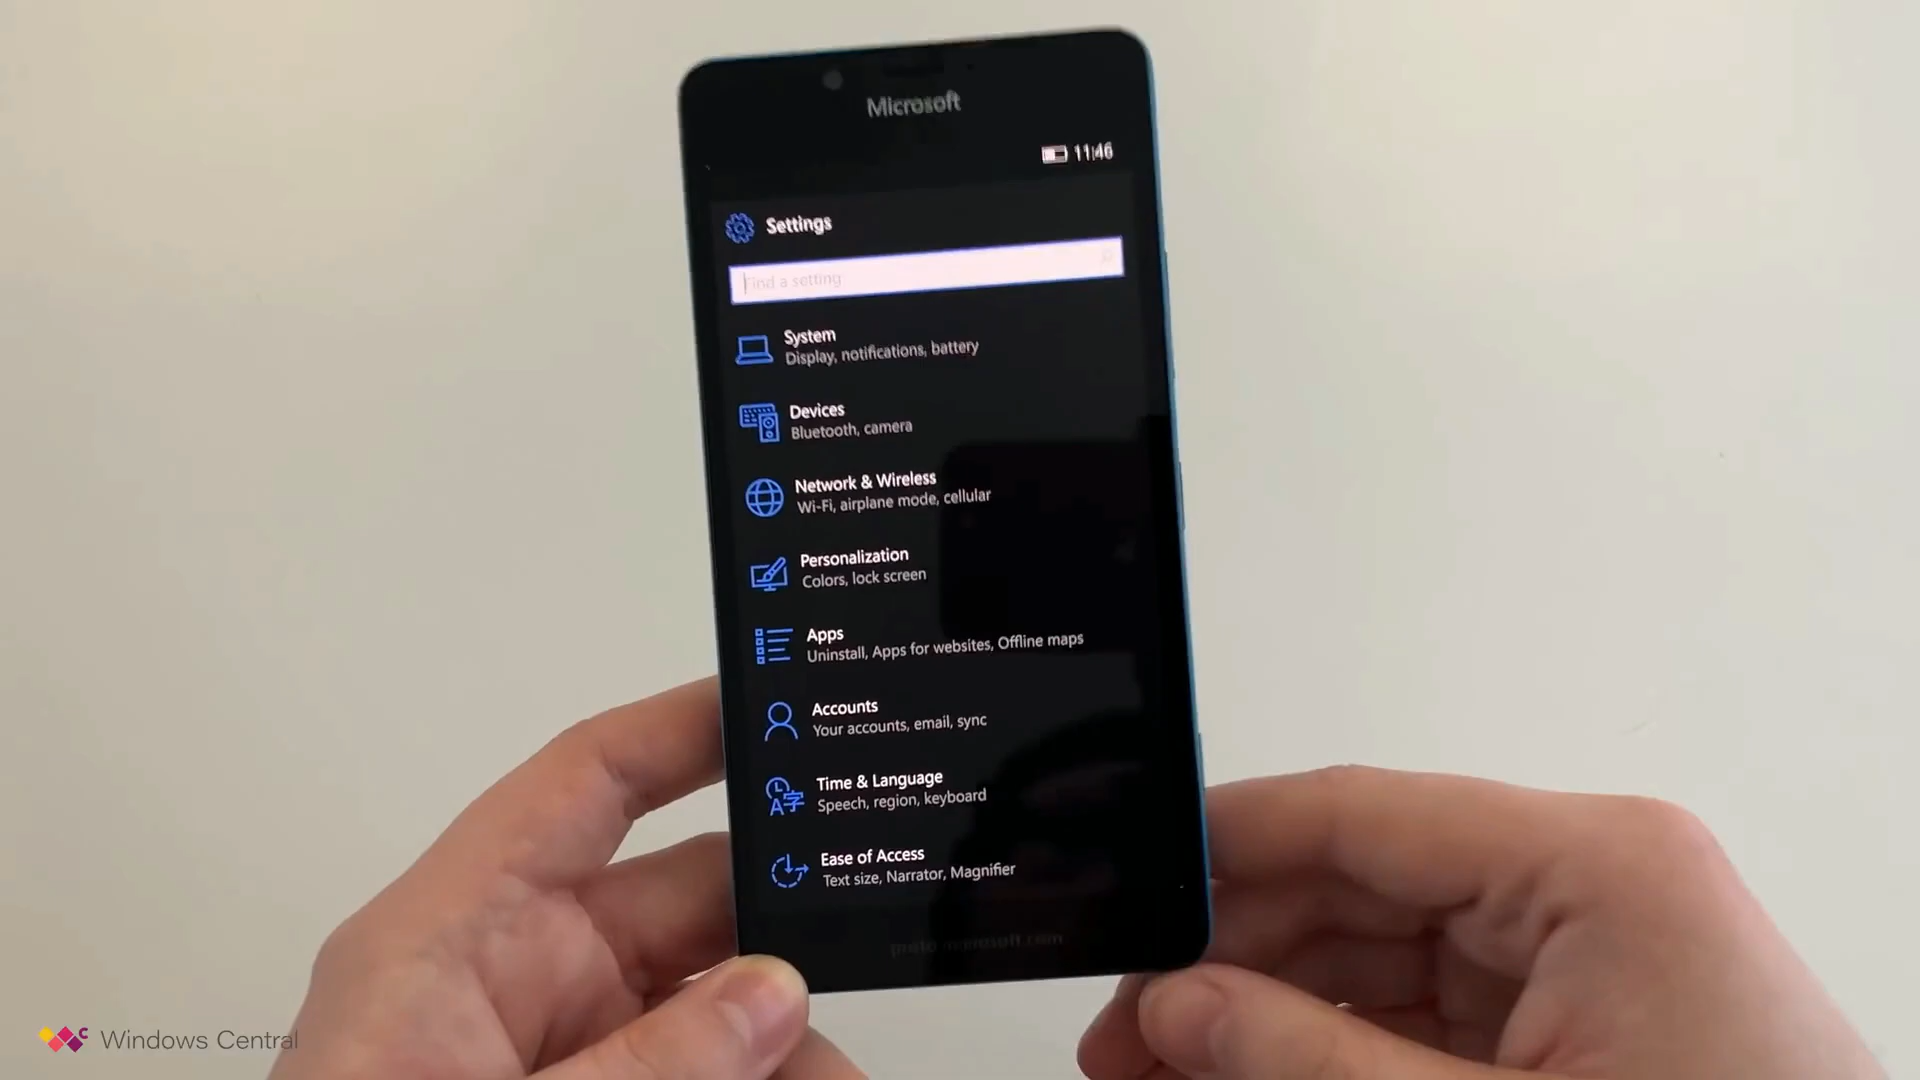 Microsoft
11:46
Settings
Find a setting
System
Display, notifications, battery
Devices
Bluetooth, camera
Network & Wireless
Wi-Fi, airplane mode, cellular
Personalization
Colors, lock screen
Apps
Uninstall, Apps for websites, Offline maps
Accounts
Your accounts, email, sync
Time & Language
Speech, region, keyboard
Ease of Access
Text size, Narrator, Magnifier
Windows Central